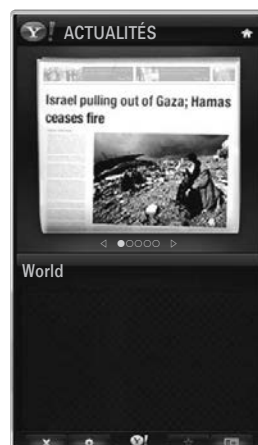 Y! ACTUALITÉS
Israel pulling out of Gaza; Hamas
ceases fire
World
Y!